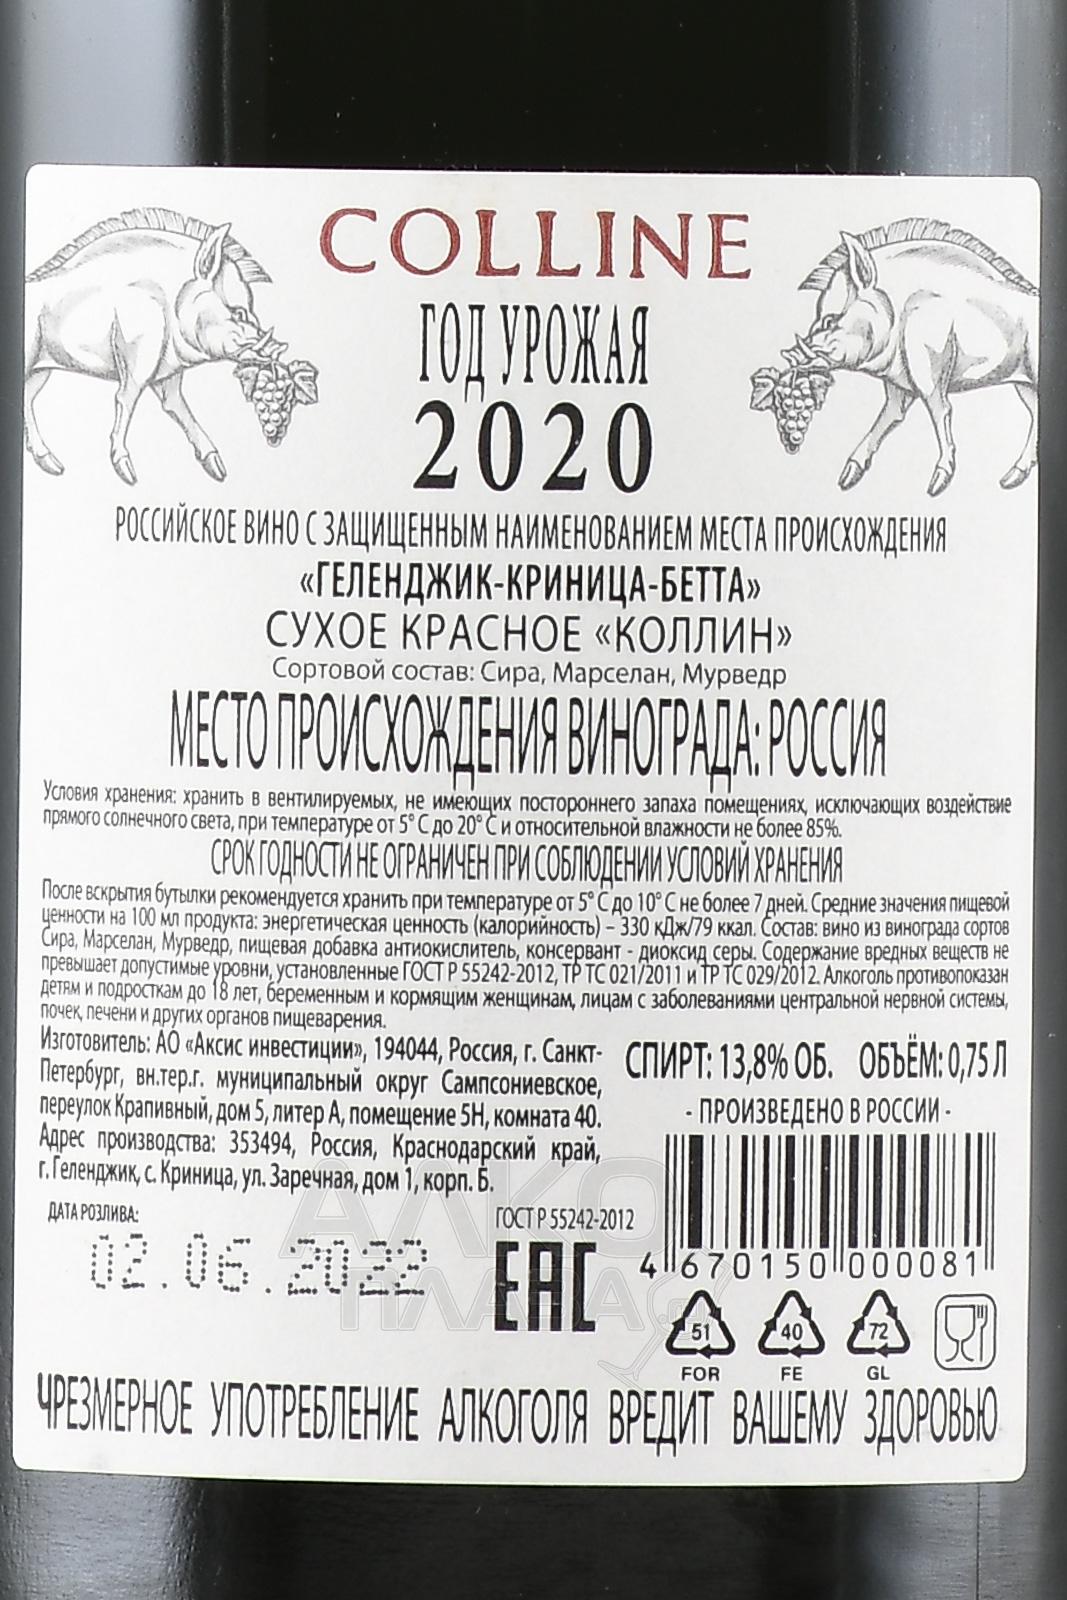 COLLINE
ГОД УРОЖАЯ
2020
РОССИЙСКОЕ ВИНО С ЗАЩИЩЕННЫМ НАИМЕНОВАНИЕМ МЕСТА ПРОИСХОЖДЕНИЯ
«ГЕЛЕНДЖИК-КРИНИЦА-БЕТТА»
СУХОЕ КРАСНОЕ «КОЛЛИН»
Сортовой состав: Сира, Марселан, Мурведр
МЕСТО ПРОИСХОЖДЕНИЯ ВИНОГРАДА: РОССИЯ
Условия хранения: хранить в вентилируемых, не имеющих постороннего запаха помещениях, исключающих воздействие
прямого солнечного света, при температуре от 5° С до 20° С и относительной влажности не более 85%.
СРОК ГОДНОСТИ НЕ ОГРАНИЧЕН ПРИ СОБЛЮДЕНИИ УСЛОВИЙ ХРАНЕНИЯ
После вскрытия бутылки рекомендуется хранить при температуре от 5° С до 10° С не более 7 дней. Средние значения пищевой
ценности на 100 мл продукта: энергетическая ценность (калорийность) – 330 кДж/79 ккал. Состав: вино из винограда сортов
Сира, Марселан, Мурведр, пищевая добавка антиокислитель, консервант - диоксид серы. Содержание вредных веществ не
превышает допустимые уровни, установленные ГОСТ Р 55242-2012, ТР ТС 021/2011 и ТР ТС 029/2012. Алкоголь противопоказан
детям и подросткам до 18 лет, беременным и кормящим женщинам, лицам с заболеваниями центральной нервной системы,
почек, печени и других органов пищеварения.
Изготовитель: АО «Аксис инвестиции», 194044, Россия, г. Санкт-
Петербург, вн.тер.г. муниципальный округ Сампсониевское,
переулок Крапивный, дом 5, литер А, помещение 5Н, комната 40.
Адрес производства: 353494, Россия, Краснодарский край,
г. Геленджик, с. Криница, ул. Заречная, дом 1, корп. Б.
СПИРТ: 13,8% ОБ. ОБЪЁМ: 0,75 Л
- ПРОИЗВЕДЕНО В РОССИИ -
ДАТА РОЗЛИВА:
02.06.2022
ГОСТ Р 55242-2012
EAC
4 670150 000081
51 40 72
FOR FE GL
АЛКО
ПЛАЗА
ЧРЕЗМЕРНОЕ УПОТРЕБЛЕНИЕ АЛКОГОЛЯ ВРЕДИТ ВАШЕМУ ЗДОРОВЬЮ